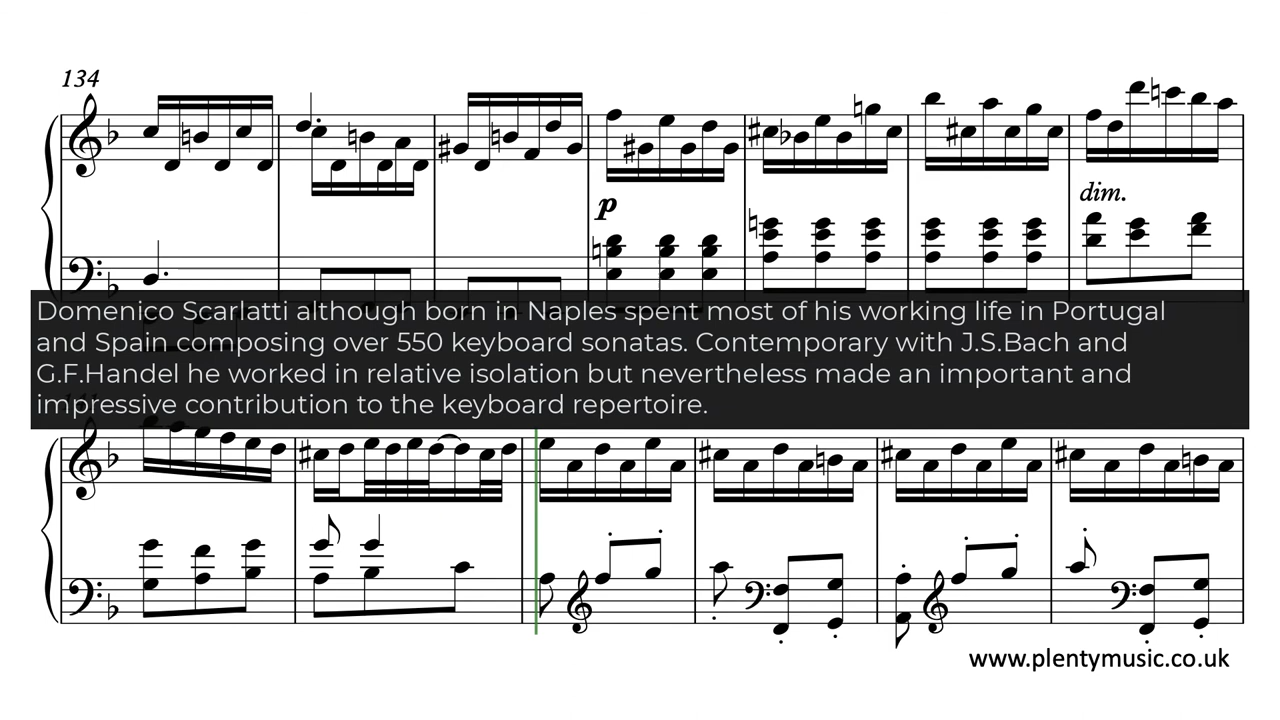 134
p
dim.
Domenico Scarlatti although born in Naples spent most of his working life in Portugal
and Spain composing over 550 keyboard sonatas. Contemporary with J.S.Bach and
G.F.Handel he worked in relative isolation but nevertheless made an important and
impressive contribution to the keyboard repertoire.
www.plentymusic.co.uk